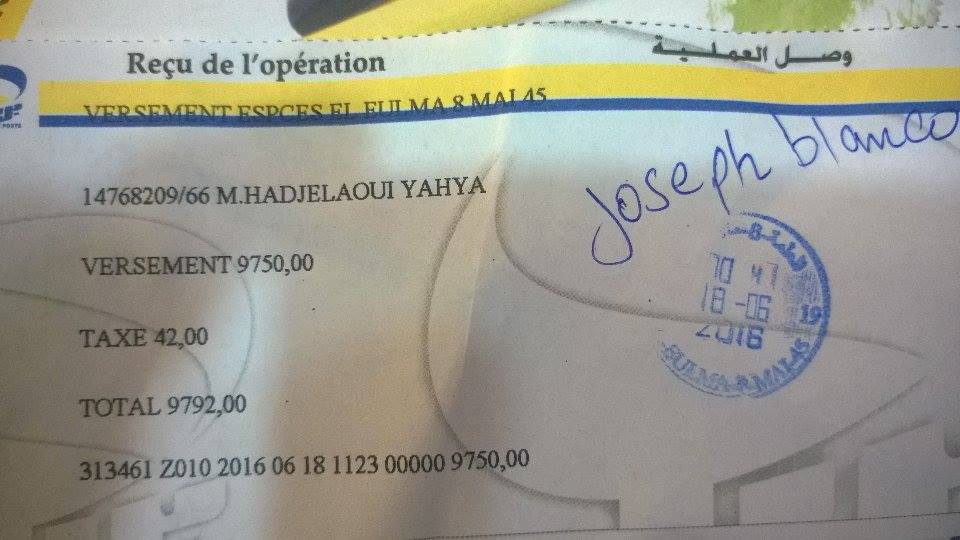 Reçu de l'opération
وصل العملية
VERSEMENT ESPCES EL EULMA 8 MAI 45
joseph blanco
14768209/66 M.HADJELAOUI YAHYA
VERSEMENT 9750,00
TAXE 42,00
TOTAL 9792,00
313461 Z010 2016 06 18 1123 00000 9750,00
18-06
2016
19
EULMA-8 MAI-45